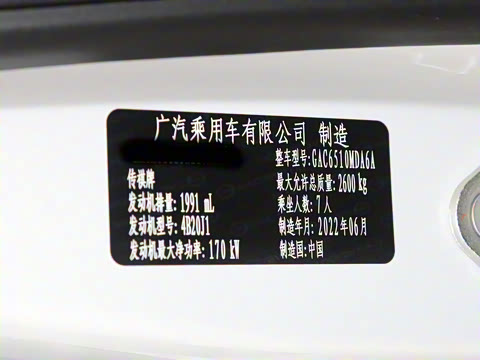 广汽乘用车有限公司 制造
整车型号:GAC6510MDA6A
传祺牌 最大允许总质量:2600kg
发动机排量:1991 mL 乘坐人数:7人
发动机型号:4B20J1 制造年月:2022年06月
发动机最大净功率:170 kW 制造国:中国